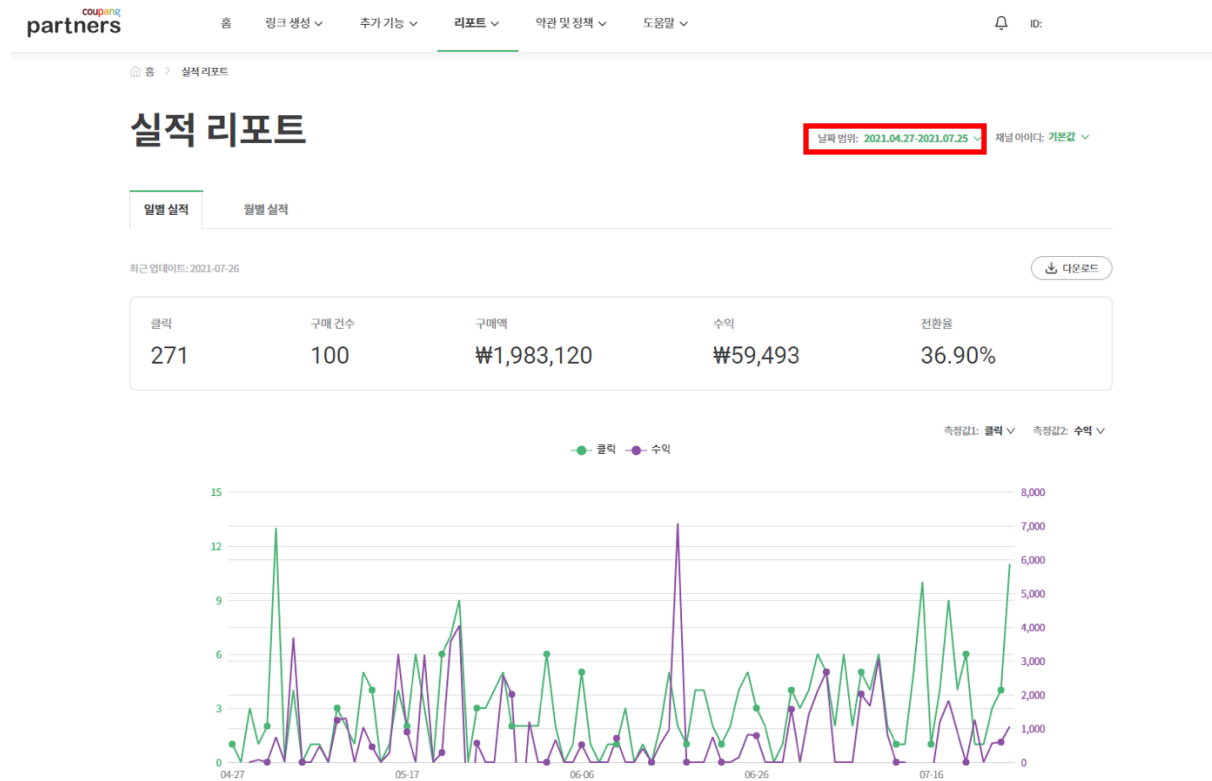 coupang
partners
홈 링크 생성 추가 기능 리포트 약관 및 정책 도움말 ID:
홈 > 실적 리포트
실적 리포트
날짜 범위: 2021.04.27-2021.07.25 채널 아이디: 기본값
일별 실적 월별 실적
최근 업데이트: 2021-07-26 다운로드
클릭 구매 건수 구매액 수익 전환율
271 100 ₩1,983,120 ₩59,493 36.90%
측정값1: 클릭 측정값2: 수익
클릭 수익
15 8,000
7,000
12
6,000
9 5,000
4,000
6
3,000
3 2,000
1,000
0 0
04-27 05-17 06-06 06-26 07-16